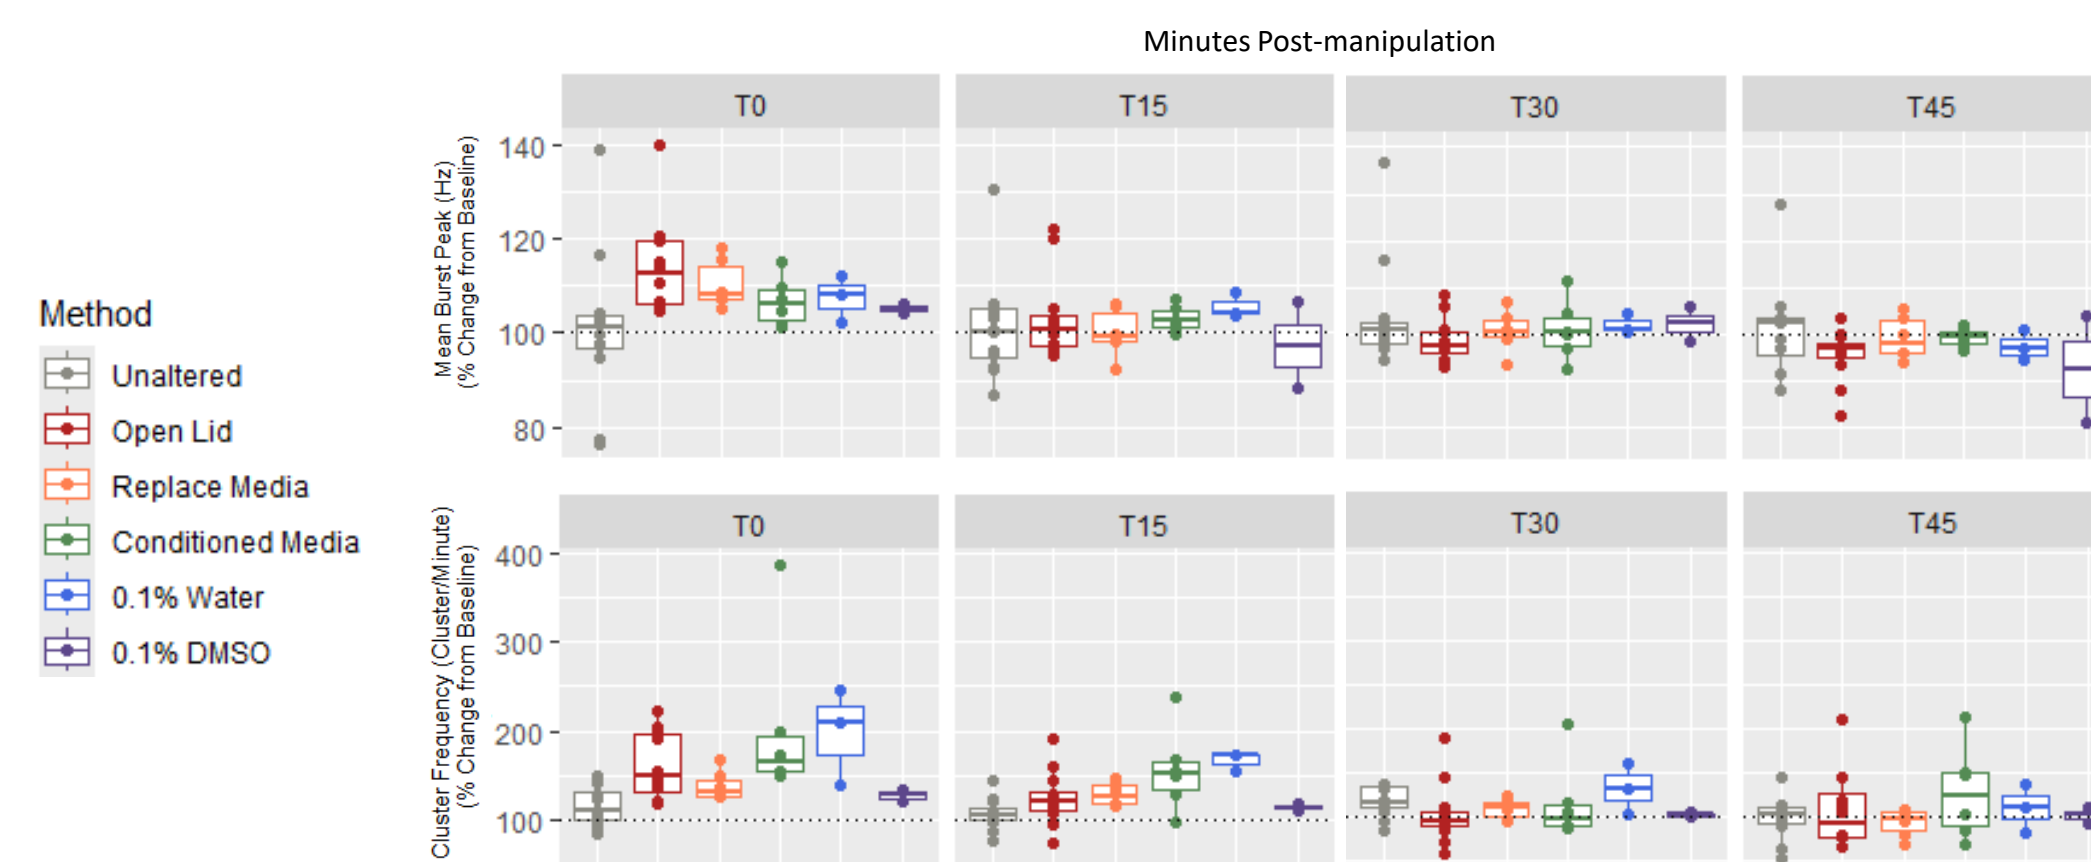 Minutes Post-manipulation
T0
T15
T30
T45
Mean Burst Peak (Hz)
(% Change from Baseline)
140
120
100
80
Method
Unaltered
Open Lid
Replace Media
Conditioned Media
0.1% Water
0.1% DMSO
T0
T15
T30
T45
Cluster Frequency (Cluster/Minute)
(% Change from Baseline)
400
300
200
100